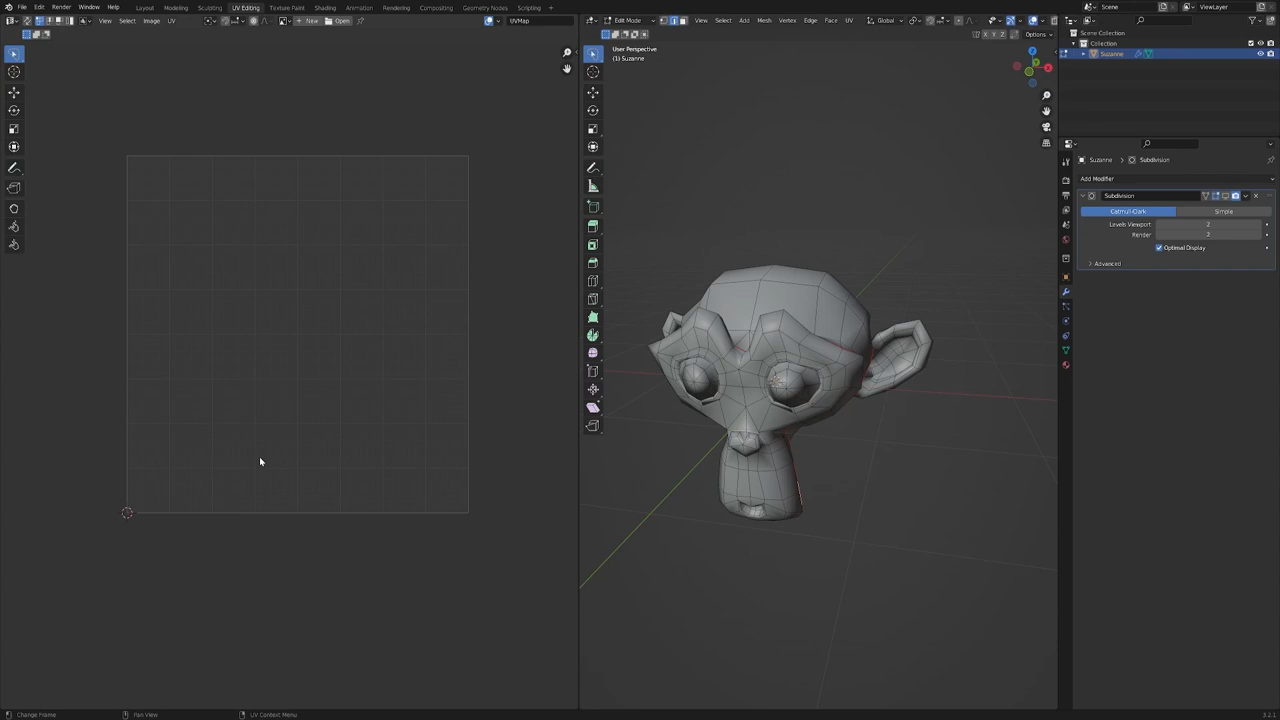 File Edit Render Window Help Layout Modeling Sculpting UV Editing Texture Paint Shading Animation Rendering Compositing Geometry Nodes Scripting + Scene ViewLayer
View Select Image UV New Open UVMap Edit Mode View Select Add Mesh Vertex Edge Face UV Global
X Y Z Options
Scene Collection
Collection
Suzanne
User Perspective
(1) Suzanne
Suzanne > Subdivision
Add Modifier
Subdivision
Catmull-Clark Simple
Levels Viewport 2
Render 2
Optimal Display
Advanced
Change Frame Pan View UV Context Menu 3.2.1